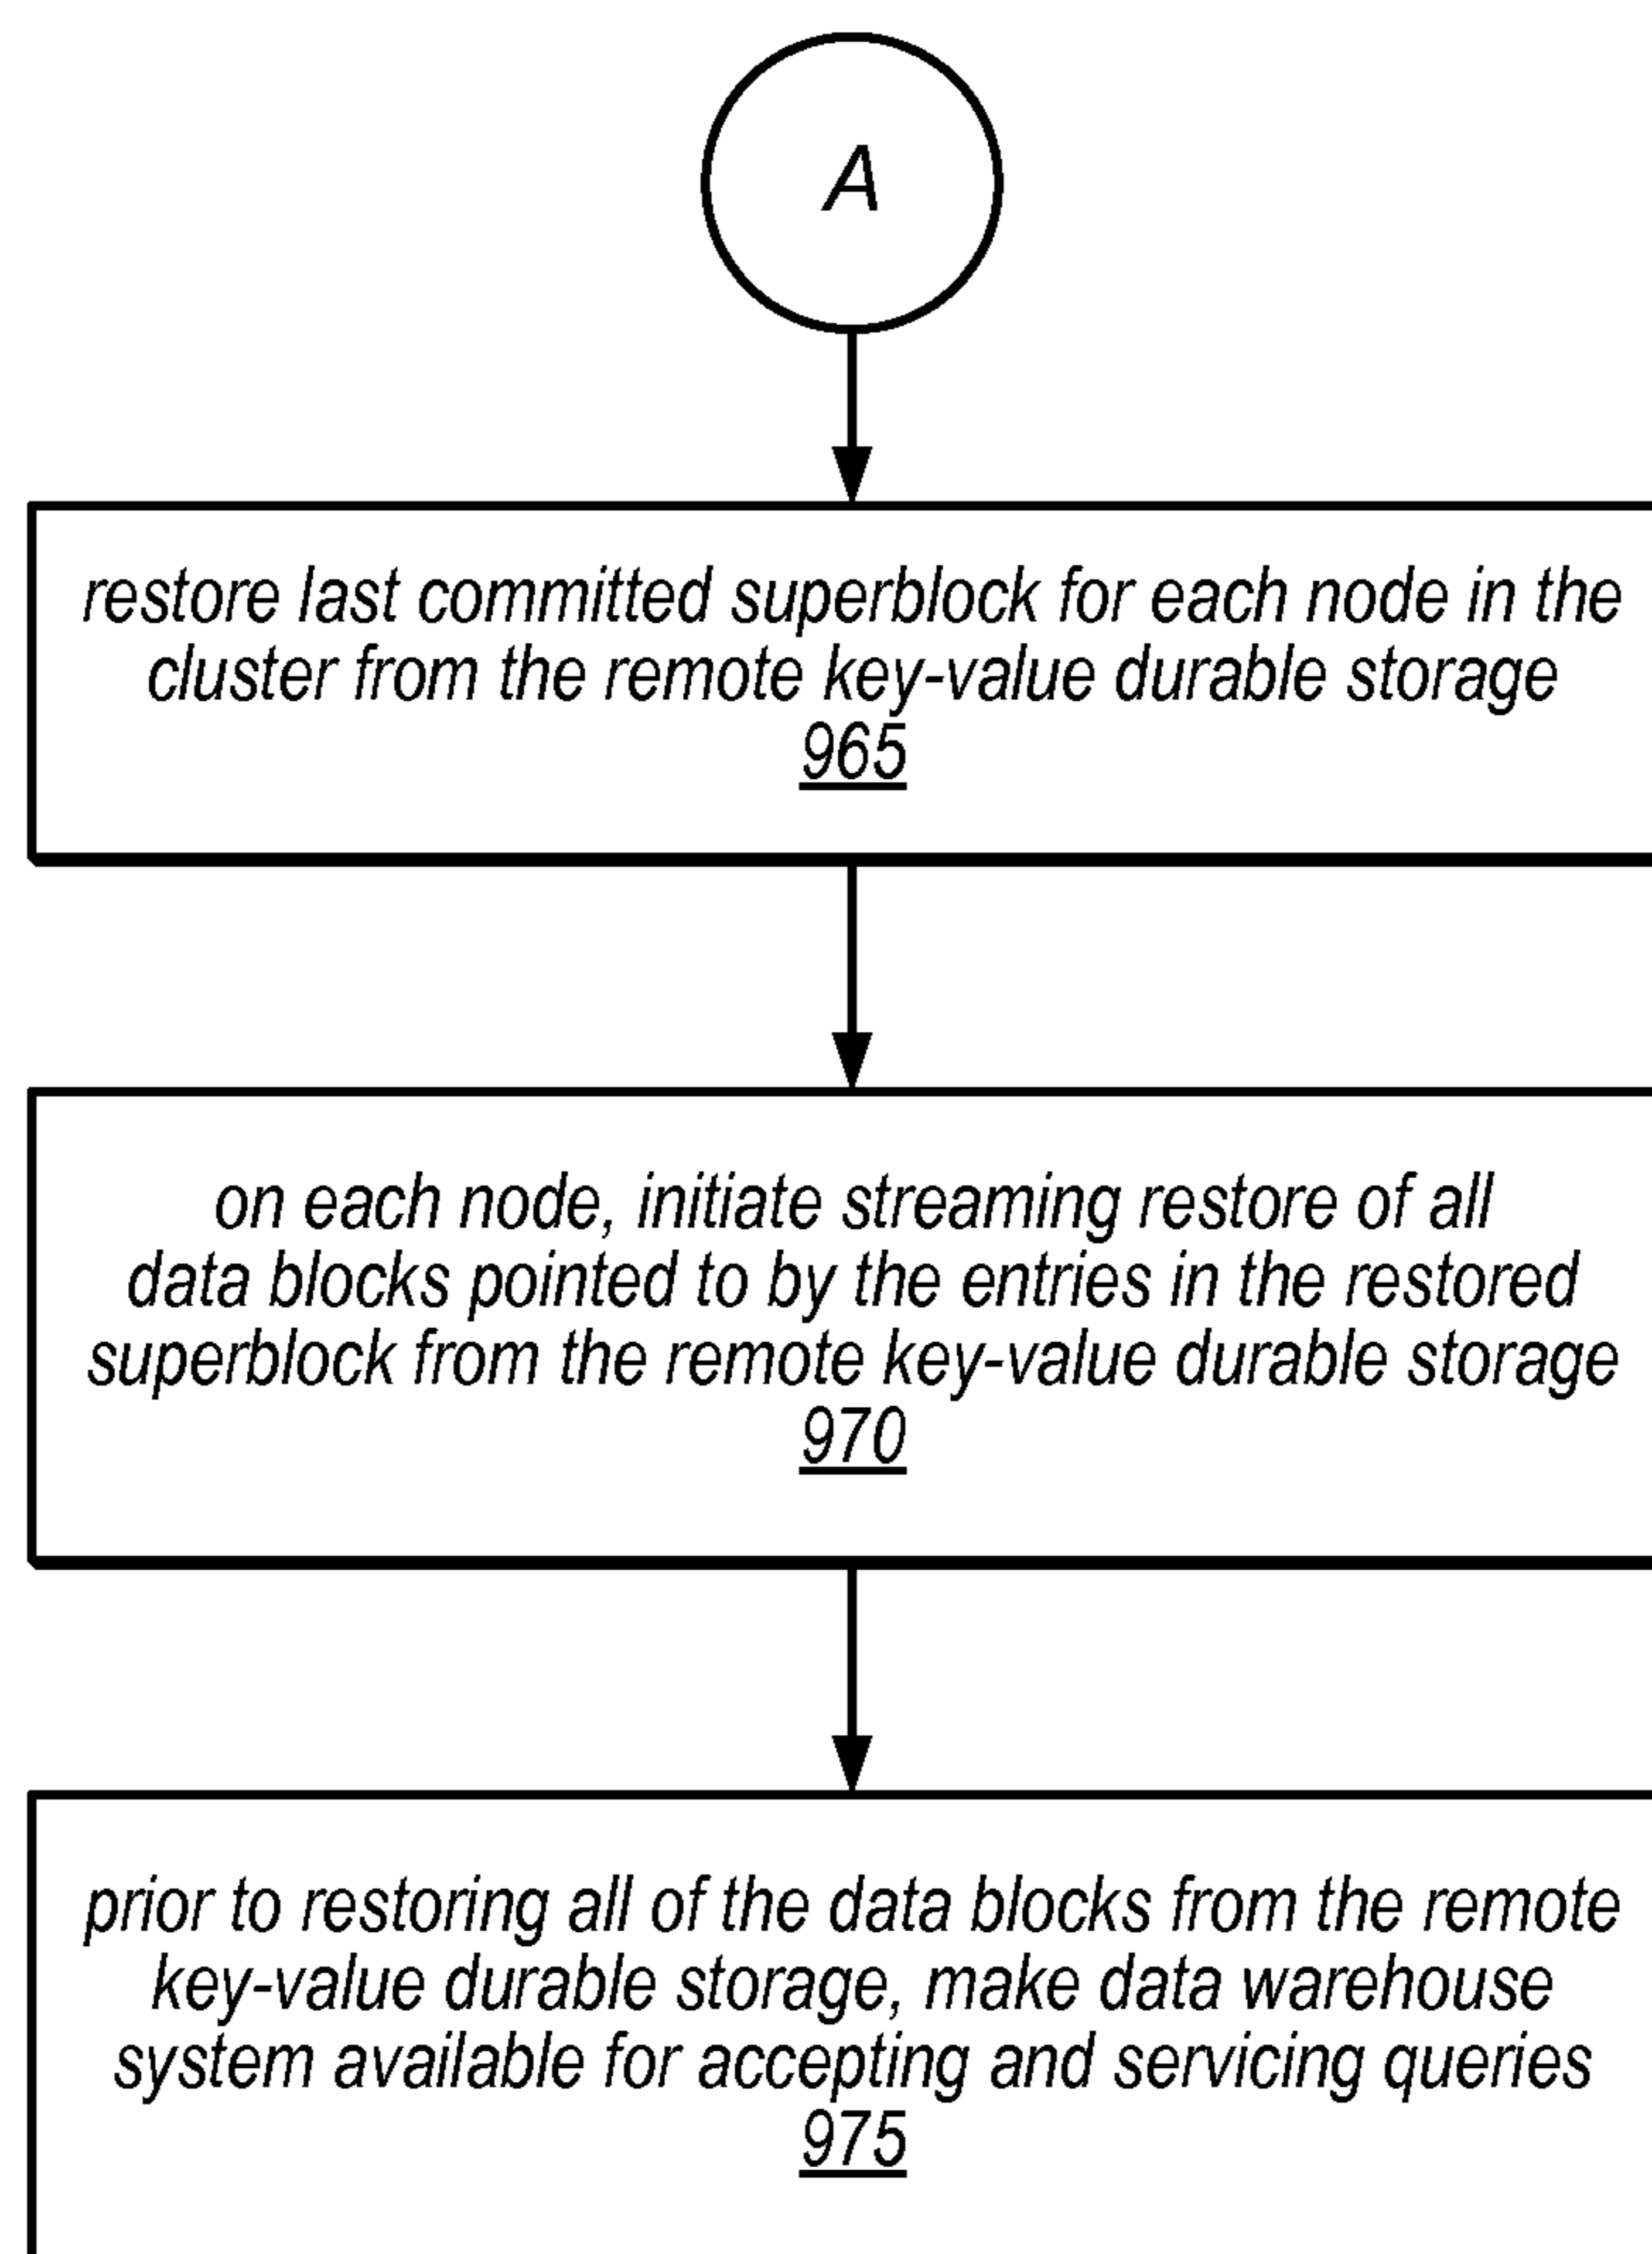 A
restore last committed superblock for each node in the
cluster from the remote key-value durable storage
965
on each node, initiate streaming restore of all
data blocks pointed to by the entries in the restored
superblock from the remote key-value durable storage
970
prior to restoring all of the data blocks from the remote
key-value durable storage, make data warehouse
system available for accepting and servicing queries
975